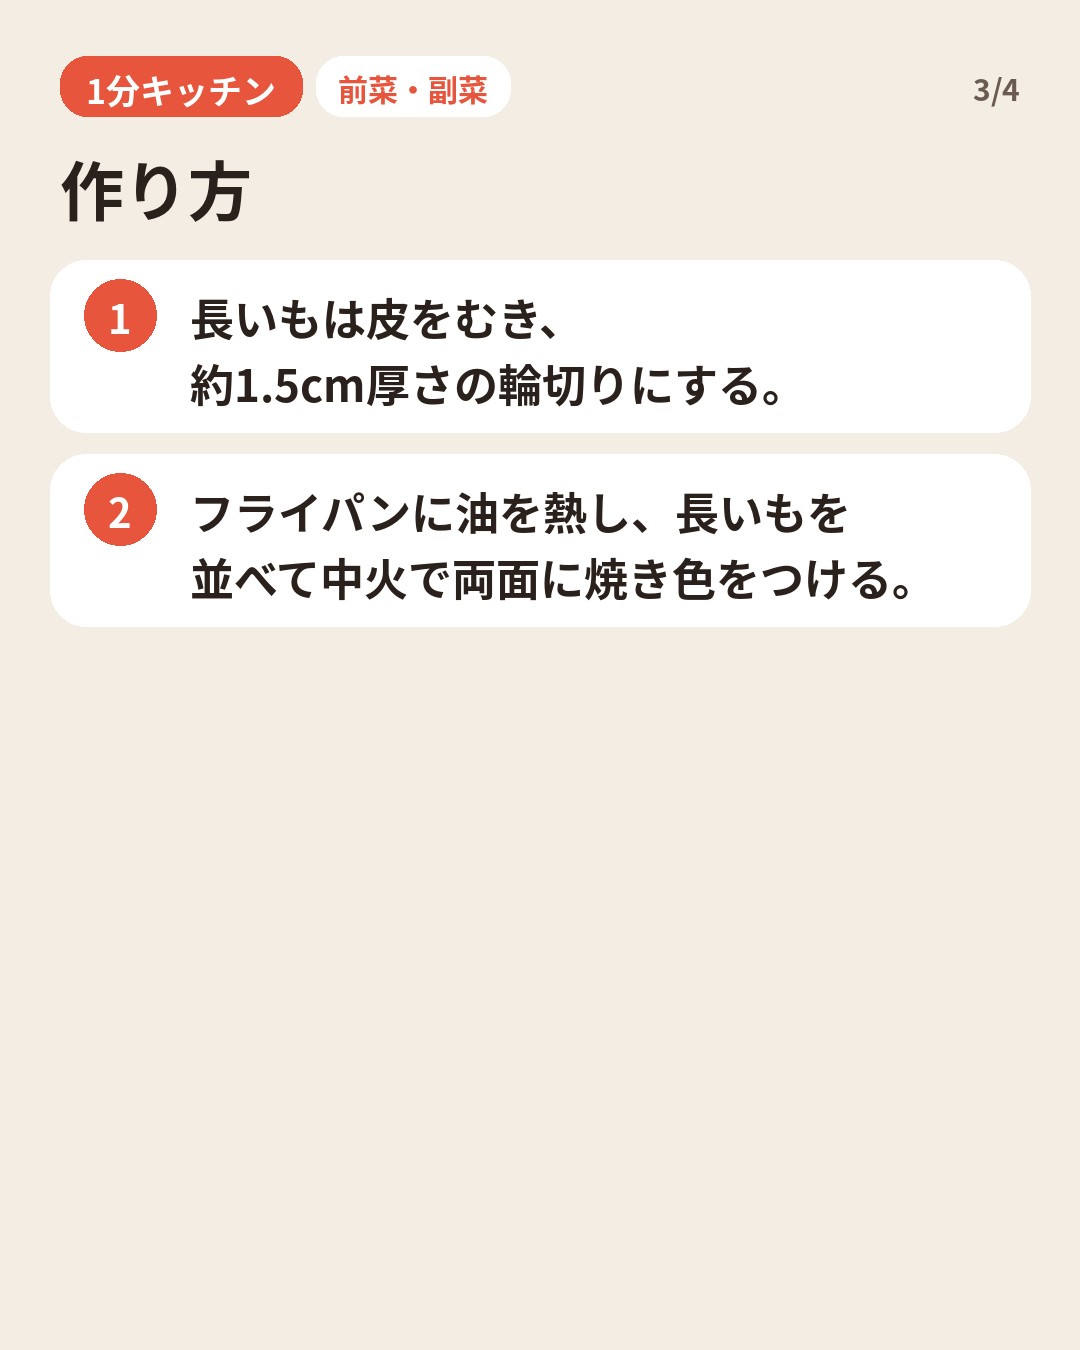 1分キッチン
前菜・副菜
3/4
作り方
1
長いもは皮をむき、
約1.5cm厚さの輪切りにする。
2
フライパンに油を熱し、長いもを
並べて中火で両面に焼き色をつける。